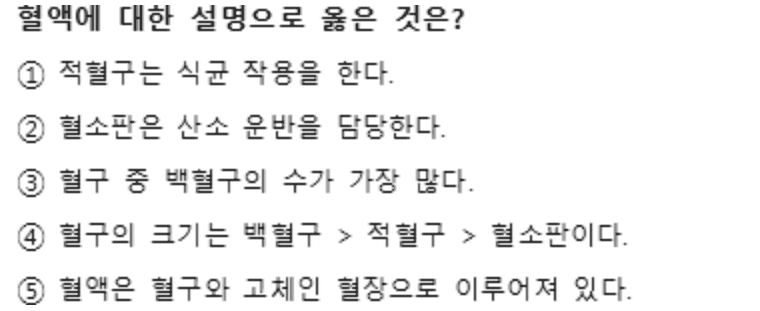 혈액에 대한 설명으로 옳은 것은?
① 적혈구는 식균 작용을 한다.
② 혈소판은 산소 운반을 담당한다.
③ 혈구 중 백혈구의 수가 가장 많다.
④ 혈구의 크기는 백혈구 > 적혈구 > 혈소판이다.
⑤ 혈액은 혈구와 고체인 혈장으로 이루어져 있다.